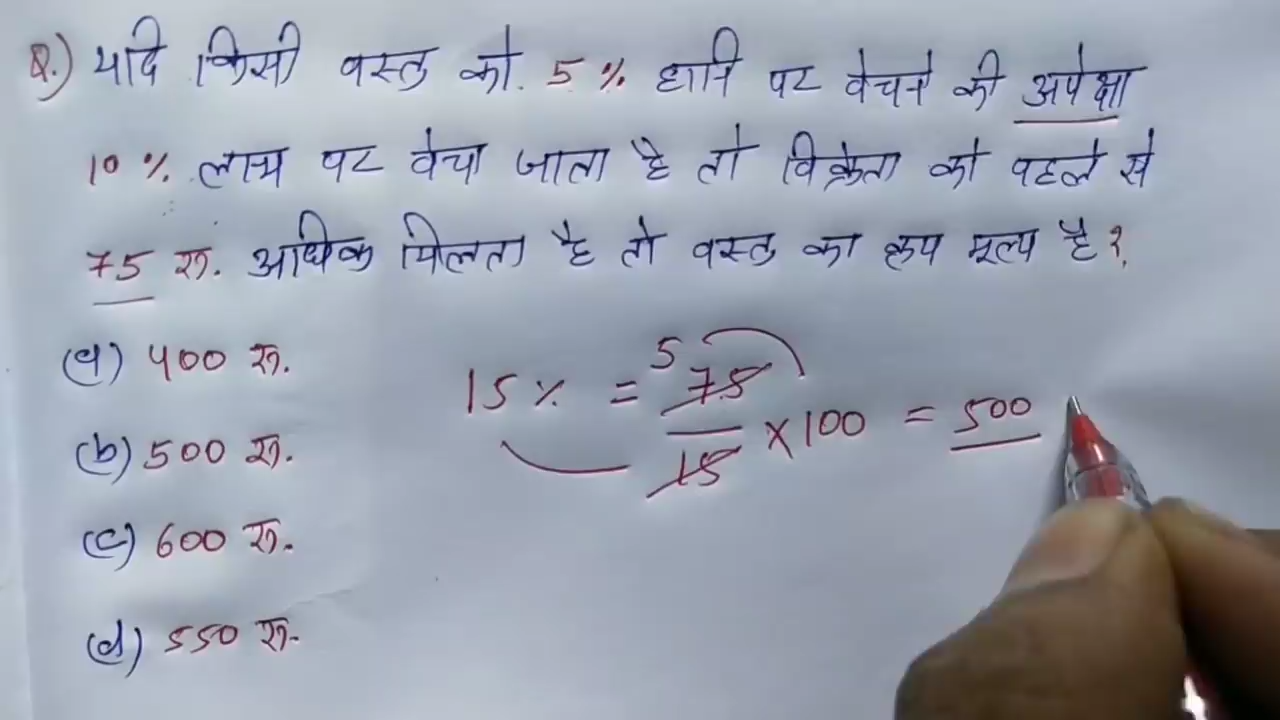 Q.) यदि किसी वस्तु को 5 % हानि पर बेचने की अपेक्षा
10 % लाभ पर बेचा जाता है तो विक्रेता को पहले से
75 रु. अधिक मिलता है तो वस्तु का क्रय मूल्य है ?
(a) 400 रु.
(b) 500 रु.
(c) 600 रु.
(d) 550 रु.
15 % = 5 75 / 15 × 100 = 500